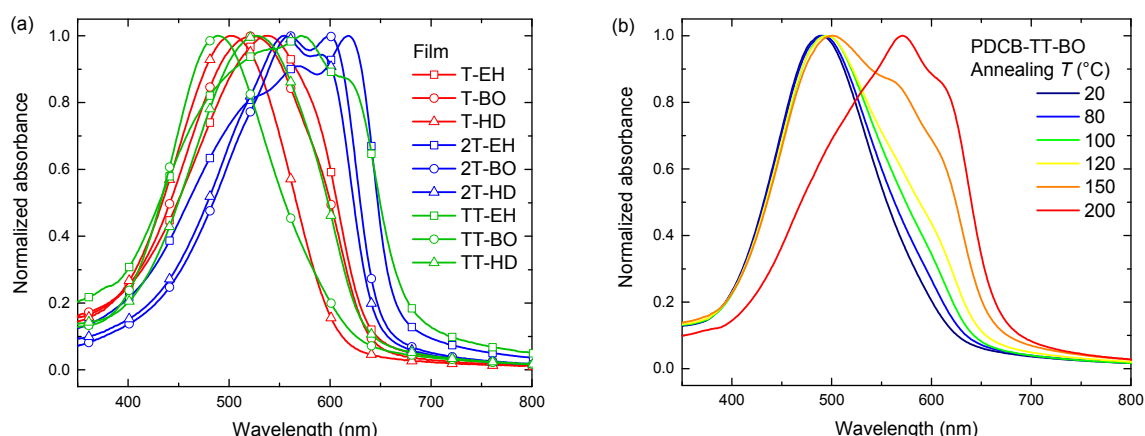 (a)
Normalized absorbance
1.0
0.8
0.6
0.4
0.2
0.0
400 500 600 700 800
Wavelength (nm)
Film
T-EH
T-BO
T-HD
2T-EH
2T-BO
2T-HD
TT-EH
TT-BO
TT-HD
(b)
Normalized absorbance
1.0
0.8
0.6
0.4
0.2
0.0
400 500 600 700 800
Wavelength (nm)
PDCB-TT-BO
Annealing T (°C)
20
80
100
120
150
200